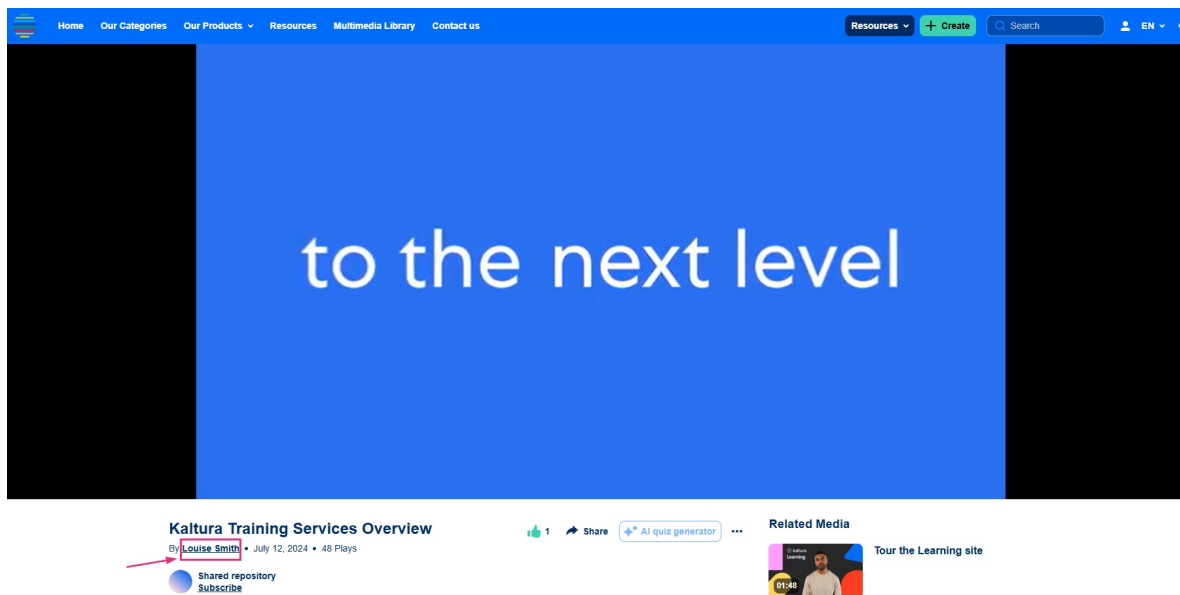 Home Our Categories Our Products Resources Multimedia Library Contact us Resources + Create Search EN
to the next level
Kaltura Training Services Overview
1 Share AI quiz generator •••
By Louise Smith • July 12, 2024 • 48 Plays
Shared repository
Subscribe
Related Media
kaltura
Learning
01:48
Tour the Learning site